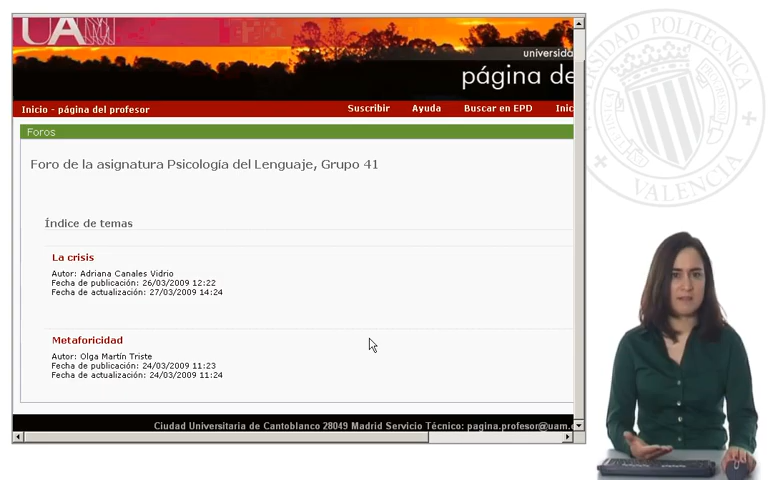 UAM
universida
página de
Inicio - página del profesor
Suscribir
Ayuda
Buscar en EPD
Inic
Foros
Foro de la asignatura Psicología del Lenguaje, Grupo 41
Índice de temas
La crisis
Autor: Adriana Canales Vidrio
Fecha de publicación: 26/03/2009 12:22
Fecha de actualización: 27/03/2009 14:24
Metaforicidad
Autor: Olga Martín Triste
Fecha de publicación: 24/03/2009 11:23
Fecha de actualización: 24/03/2009 11:24
Ciudad Universitaria de Cantoblanco 28049 Madrid Servicio Técnico: pagina.profesor@uam.e
UNIVERSIDAD POLITECNICA
VALENCIA